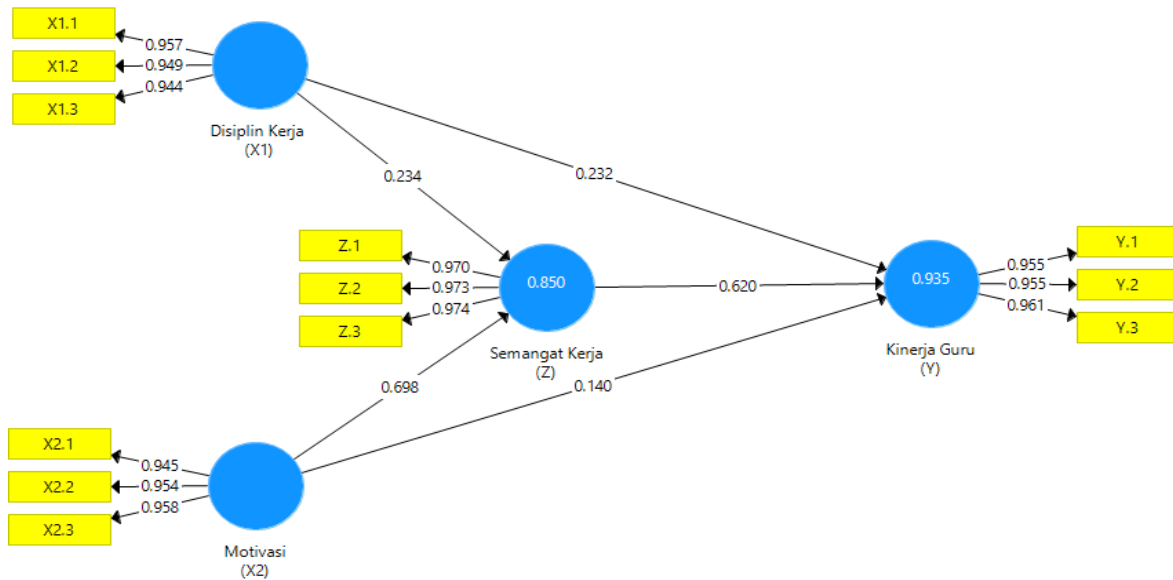 X1.1
0.957
X1.2
0.949
X1.3
0.944
Disiplin Kerja
(X1)
0.234
0.232
Z.1
0.970
Z.2
0.973
Z.3
0.974
0.850
Semangat Kerja
(Z)
0.620
0.935
Kinerja Guru
(Y)
0.955
Y.1
0.955
Y.2
0.961
Y.3
0.698
0.140
X2.1
0.945
X2.2
0.954
X2.3
0.958
Motivasi
(X2)